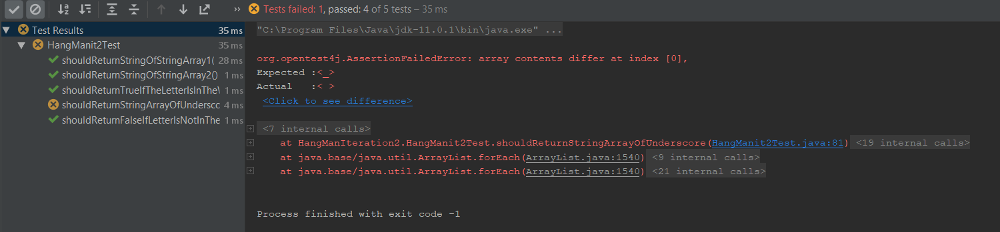 Tests failed: 1, passed: 4 of 5 tests – 35 ms
Test Results 35 ms
HangManit2Test 35 ms
shouldReturnStringOfStringArray1( 28 ms
shouldReturnStringOfStringArray2() 1 ms
shouldReturnTrueIfTheLetterIsInTheW 1 ms
shouldReturnStringArrayOfUnderscc 4 ms
shouldReturnFalseIfLetterIsNotInThe 1 ms
"C:\Program Files\Java\jdk-11.0.1\bin\java.exe" ...
org.opentest4j.AssertionFailedError: array contents differ at index [0],
Expected :<_>
Actual   :< >
<Click to see difference>
<7 internal calls>
at HangManIteration2.HangManit2Test.shouldReturnStringArrayOfUnderscore(HangManit2Test.java:81) <19 internal calls>
at java.base/java.util.ArrayList.forEach(ArrayList.java:1540) <9 internal calls>
at java.base/java.util.ArrayList.forEach(ArrayList.java:1540) <21 internal calls>
Process finished with exit code -1